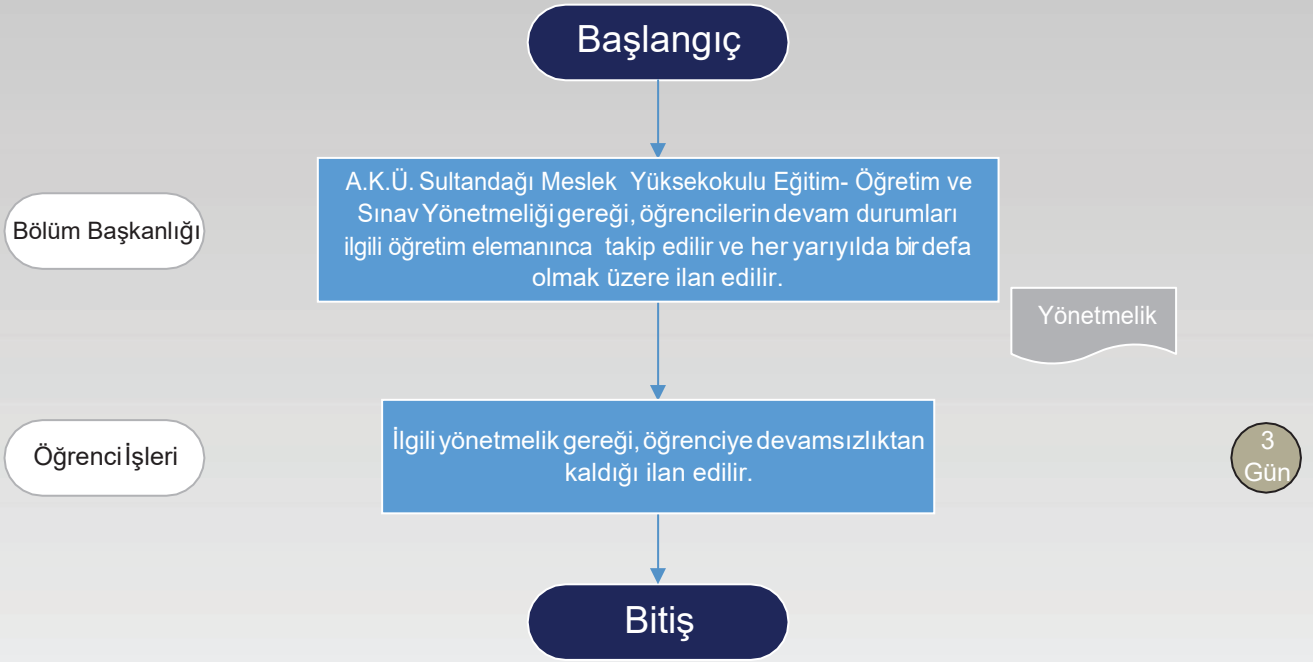 Başlangıç
Bölüm Başkanlığı
A.K.Ü. Sultandağı Meslek Yüksekokulu Eğitim- Öğretim ve
Sınav Yönetmeliği gereği, öğrencilerin devam durumları
ilgili öğretim elemanınca takip edilir ve her yarıyılda bir defa
olmak üzere ilan edilir.
Yönetmelik
Öğrenci İşleri
İlgili yönetmelik gereği, öğrenciye devamsızlıktan
kaldığı ilan edilir.
3
Gün
Bitiş